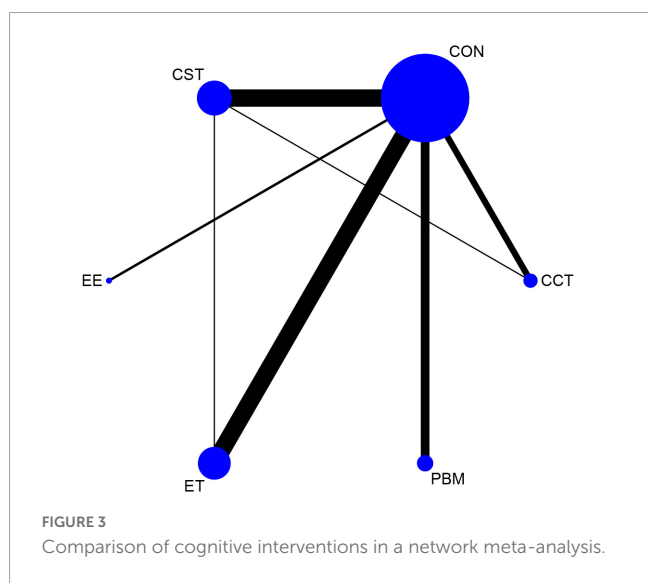 CON
CST
EE
CCT
ET
PBM
FIGURE 3
Comparison of cognitive interventions in a network meta-analysis.